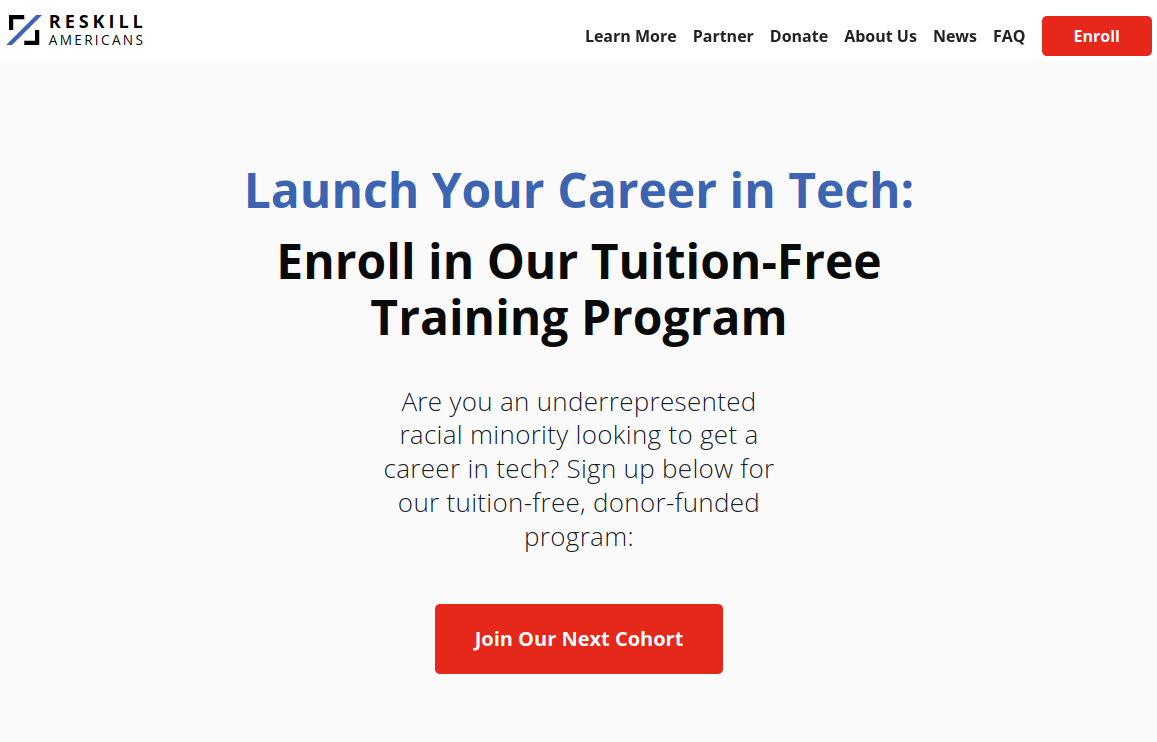 RESKILL
AMERICANS
Learn More Partner Donate About Us News FAQ Enroll
Launch Your Career in Tech:
Enroll in Our Tuition-Free
Training Program
Are you an underrepresented
racial minority looking to get a
career in tech? Sign up below for
our tuition-free, donor-funded
program:
Join Our Next Cohort